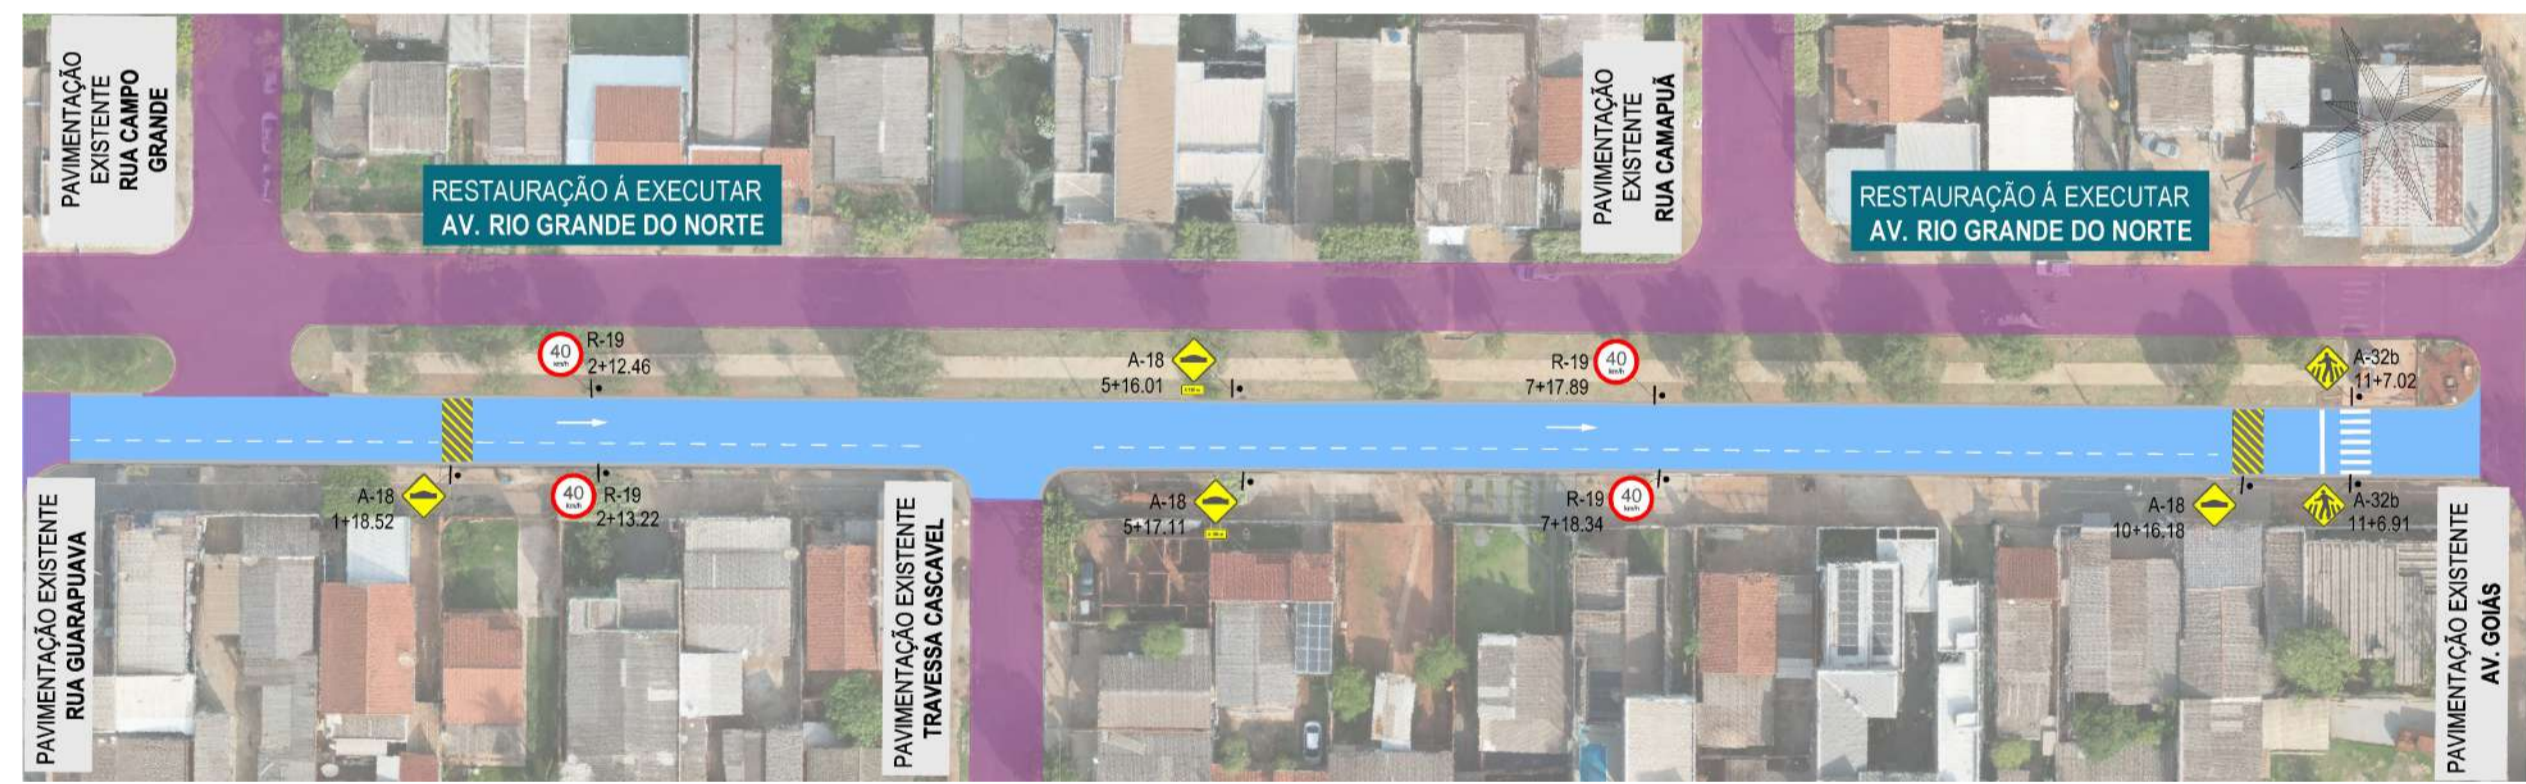 PAVIMENTAÇÃO
EXISTENTE
RUA CAMPO
GRANDE
RESTAURAÇÃO Á EXECUTAR
AV. RIO GRANDE DO NORTE
PAVIMENTAÇÃO
EXISTENTE
RUA CAMAPUÃ
RESTAURAÇÃO Á EXECUTAR
AV. RIO GRANDE DO NORTE
40
km/h
R-19
2+12.46
A-18
5+16.01
R-19
7+17.89
40
km/h
A-32b
11+7.02
PAVIMENTAÇÃO EXISTENTE
RUA GUARAPUAVA
A-18
1+18.52
40
km/h
R-19
2+13.22
PAVIMENTAÇÃO EXISTENTE
TRAVESSA CASCAVEL
A-18
5+17.11
R-19
7+18.34
40
km/h
A-18
10+16.18
A-32b
11+6.91
PAVIMENTAÇÃO EXISTENTE
AV. GOIÁS